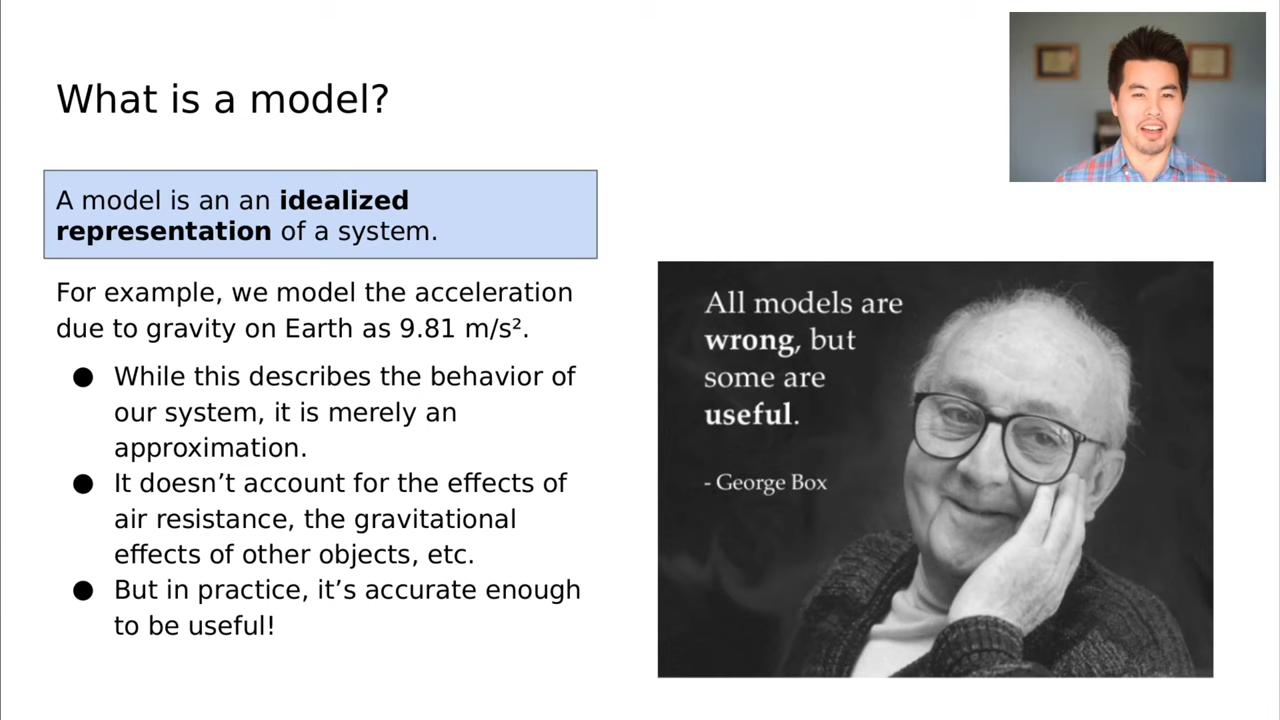 What is a model?
A model is an an idealized
representation of a system.
For example, we model the acceleration
due to gravity on Earth as 9.81 m/s².
● While this describes the behavior of
our system, it is merely an
approximation.
● It doesn’t account for the effects of
air resistance, the gravitational
effects of other objects, etc.
● But in practice, it’s accurate enough
to be useful!
All models are
wrong, but
some are
useful.
- George Box